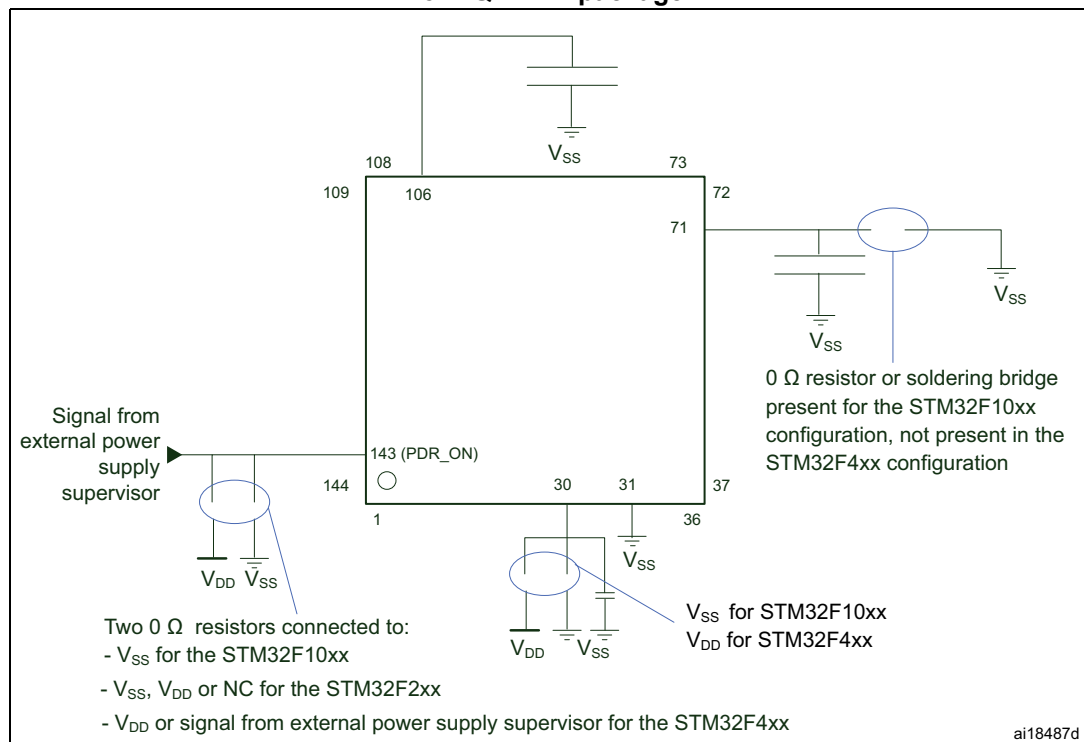 package
V_SS
108
73
109
106
72
71
V_SS
V_SS
0 Ω resistor or soldering bridge
present for the STM32F10xx
configuration, not present in the
STM32F4xx configuration
Signal from
external power
supply
supervisor
143 (PDR_ON)
144
30
31
37
1
36
V_SS
V_DD V_SS
V_DD V_SS
V_SS for STM32F10xx
V_DD for STM32F4xx
Two 0 Ω resistors connected to:
- V_SS for the STM32F10xx
- V_SS, V_DD or NC for the STM32F2xx
- V_DD or signal from external power supply supervisor for the STM32F4xx
ai18487d